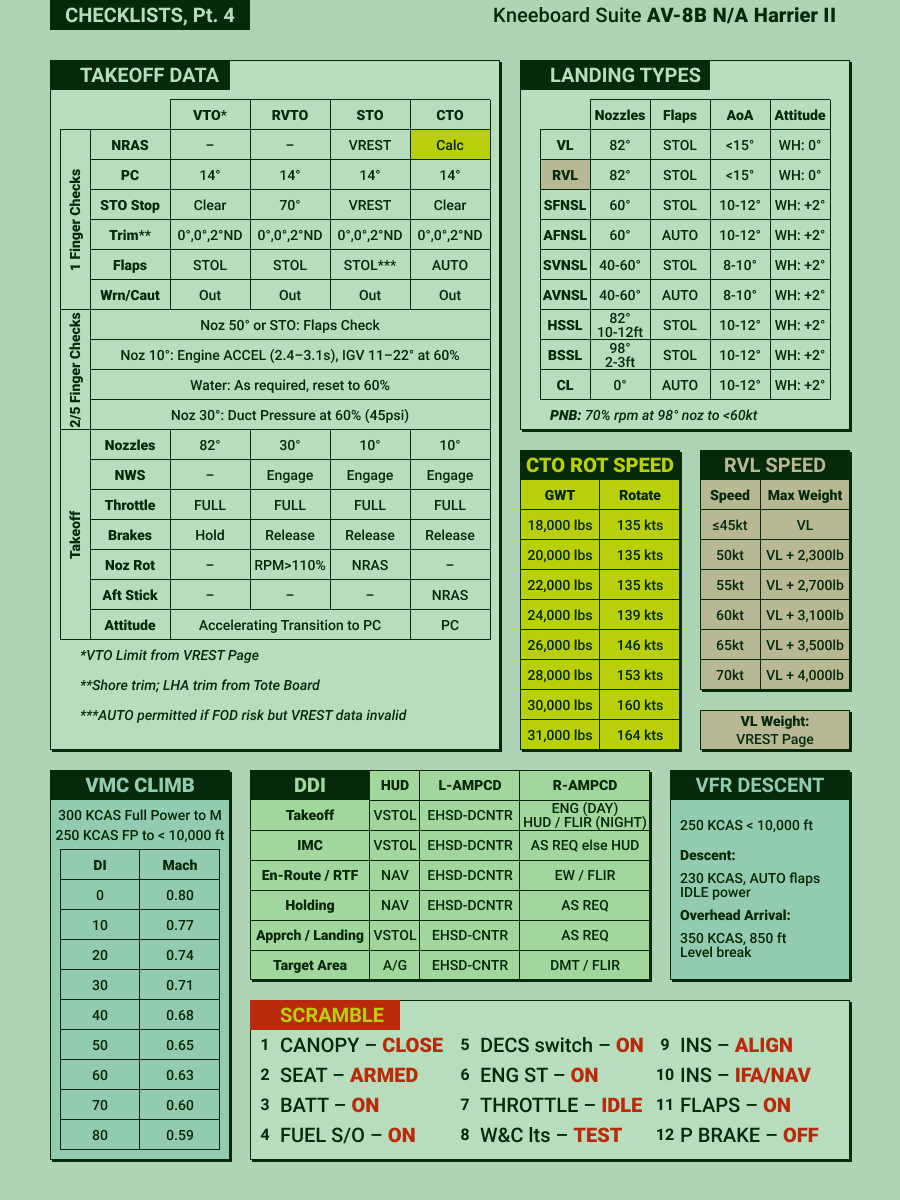 CHECKLISTS, Pt. 4
Kneeboard Suite AV-8B N/A Harrier II
TAKEOFF DATA
VTO* RVTO STO CTO
1 Finger Checks
NRAS – – VREST Calc
PC 14° 14° 14° 14°
STO Stop Clear 70° VREST Clear
Trim** 0°,0°,2°ND 0°,0°,2°ND 0°,0°,2°ND 0°,0°,2°ND
Flaps STOL STOL STOL*** AUTO
Wrn/Caut Out Out Out Out
2/5 Finger Checks
Noz 50° or STO: Flaps Check
Noz 10°: Engine ACCEL (2.4–3.1s), IGV 11–22° at 60%
Water: As required, reset to 60%
Noz 30°: Duct Pressure at 60% (45psi)
Takeoff
Nozzles 82° 30° 10° 10°
NWS – Engage Engage Engage
Throttle FULL FULL FULL FULL
Brakes Hold Release Release Release
Noz Rot – RPM>110% NRAS –
Aft Stick – – – NRAS
Attitude Accelerating Transition to PC PC
*VTO Limit from VREST Page
**Shore trim; LHA trim from Tote Board
***AUTO permitted if FOD risk but VREST data invalid
LANDING TYPES
Nozzles Flaps AoA Attitude
VL 82° STOL <15° WH: 0°
RVL 82° STOL <15° WH: 0°
SFNSL 60° STOL 10-12° WH: +2°
AFNSL 60° AUTO 10-12° WH: +2°
SVNSL 40-60° STOL 8-10° WH: +2°
AVNSL 40-60° AUTO 8-10° WH: +2°
HSSL 82° 10-12ft STOL 10-12° WH: +2°
BSSL 98° 2-3ft STOL 10-12° WH: +2°
CL 0° AUTO 10-12° WH: +2°
PNB: 70% rpm at 98° noz to <60kt
CTO ROT SPEED
GWT Rotate
18,000 lbs 135 kts
20,000 lbs 135 kts
22,000 lbs 135 kts
24,000 lbs 139 kts
26,000 lbs 146 kts
28,000 lbs 153 kts
30,000 lbs 160 kts
31,000 lbs 164 kts
RVL SPEED
Speed Max Weight
≤45kt VL
50kt VL + 2,300lb
55kt VL + 2,700lb
60kt VL + 3,100lb
65kt VL + 3,500lb
70kt VL + 4,000lb
VL Weight:
VREST Page
VMC CLIMB
300 KCAS Full Power to M
250 KCAS FP to < 10,000 ft
DI Mach
0 0.80
10 0.77
20 0.74
30 0.71
40 0.68
50 0.65
60 0.63
70 0.60
80 0.59
DDI HUD L-AMPCD R-AMPCD
Takeoff VSTOL EHSD-DCNTR ENG (DAY) HUD / FLIR (NIGHT)
IMC VSTOL EHSD-DCNTR AS REQ else HUD
En-Route / RTF NAV EHSD-DCNTR EW / FLIR
Holding NAV EHSD-DCNTR AS REQ
Apprch / Landing VSTOL EHSD-CNTR AS REQ
Target Area A/G EHSD-CNTR DMT / FLIR
VFR DESCENT
250 KCAS < 10,000 ft
Descent:
230 KCAS, AUTO flaps
IDLE power
Overhead Arrival:
350 KCAS, 850 ft
Level break
SCRAMBLE
1 CANOPY – CLOSE
2 SEAT – ARMED
3 BATT – ON
4 FUEL S/O – ON
5 DECS switch – ON
6 ENG ST – ON
7 THROTTLE – IDLE
8 W&C lts – TEST
9 INS – ALIGN
10 INS – IFA/NAV
11 FLAPS – ON
12 P BRAKE – OFF